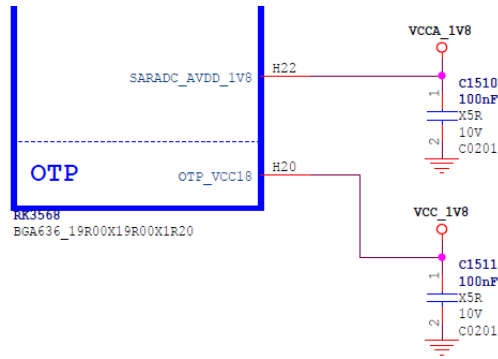 VCCA_1V8
H22
SARADC_AVDD_1V8
1
C1510
100nF
X5R
10V
2
C0201
H20
OTP
OTP_VCC18
RK3568
BGA636_19R00X19R00X1R20
VCC_1V8
1
C1511
100nF
X5R
10V
2
C0201